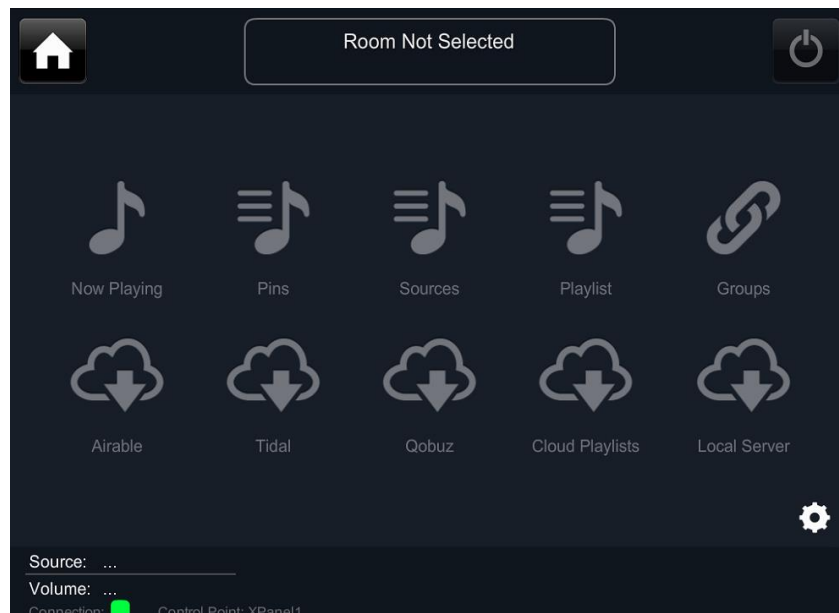 Room Not Selected
Now Playing Pins Sources Playlist Groups
Airable Tidal Qobuz Cloud Playlists Local Server
Source: ...
Volume: ...
Connection: Control Point: XPanel1